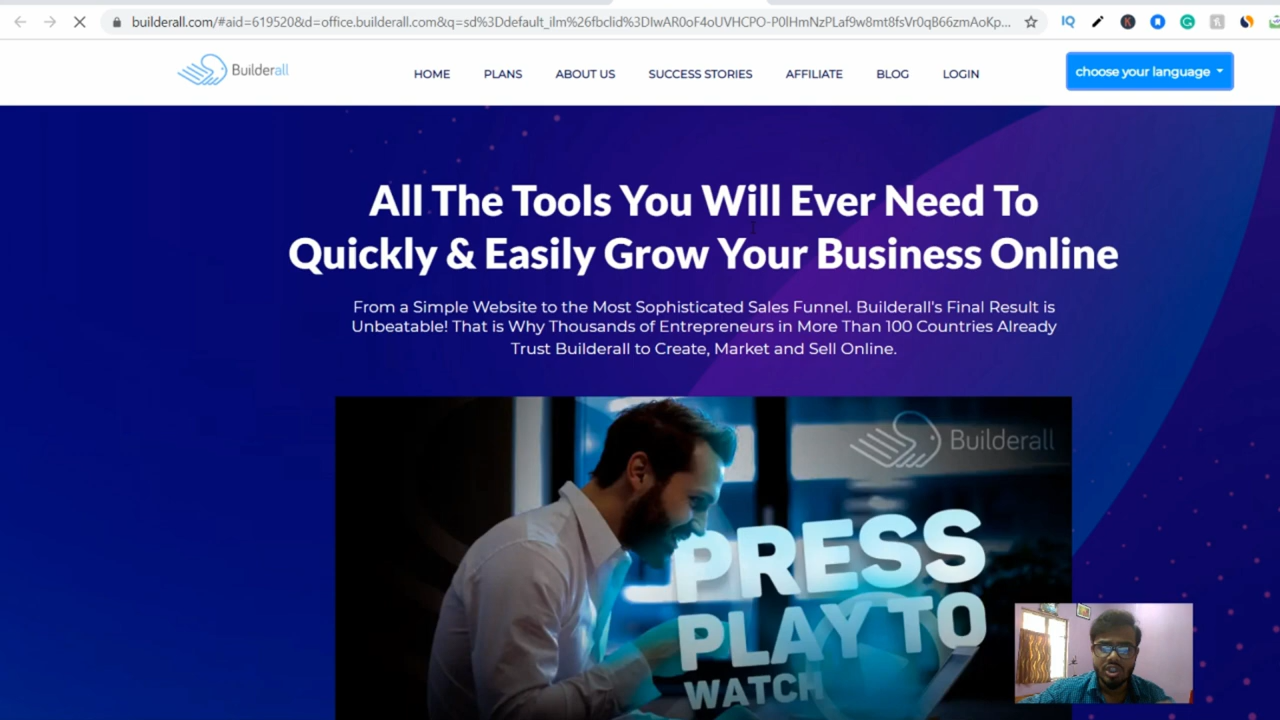 builderall.com/#aid=619520&d=office.builderall.com&q=sd%3Ddefault_ilm%26fbclid%3DIwAR0oF4oUVHCPO-P0IHmNzPLaf9w8mt8fsVr0qB66zmAoKp...
Builderall
HOME
PLANS
ABOUT US
SUCCESS STORIES
AFFILIATE
BLOG
LOGIN
choose your language
All The Tools You Will Ever Need To
Quickly & Easily Grow Your Business Online
From a Simple Website to the Most Sophisticated Sales Funnel. Builderall's Final Result is
Unbeatable! That is Why Thousands of Entrepreneurs in More Than 100 Countries Already
Trust Builderall to Create, Market and Sell Online.
Builderall
PRESS
PLAY TO
WATCH